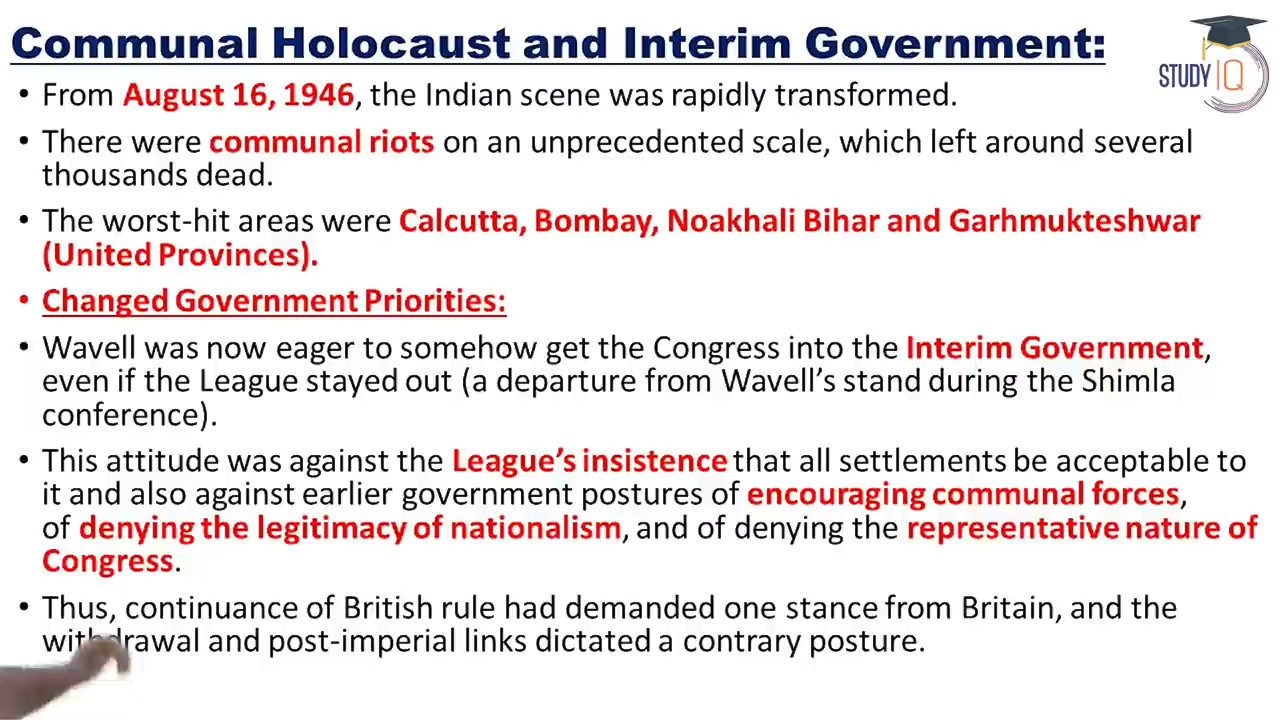 Communal Holocaust and Interim Government:
STUDY IQ
• From August 16, 1946, the Indian scene was rapidly transformed.
• There were communal riots on an unprecedented scale, which left around several
thousands dead.
• The worst-hit areas were Calcutta, Bombay, Noakhali Bihar and Garhmukteshwar
(United Provinces).
• Changed Government Priorities:
• Wavell was now eager to somehow get the Congress into the Interim Government,
even if the League stayed out (a departure from Wavell's stand during the Shimla
conference).
• This attitude was against the League's insistence that all settlements be acceptable to
it and also against earlier government postures of encouraging communal forces,
of denying the legitimacy of nationalism, and of denying the representative nature of
Congress.
• Thus, continuance of British rule had demanded one stance from Britain, and the
withdrawal and post-imperial links dictated a contrary posture.